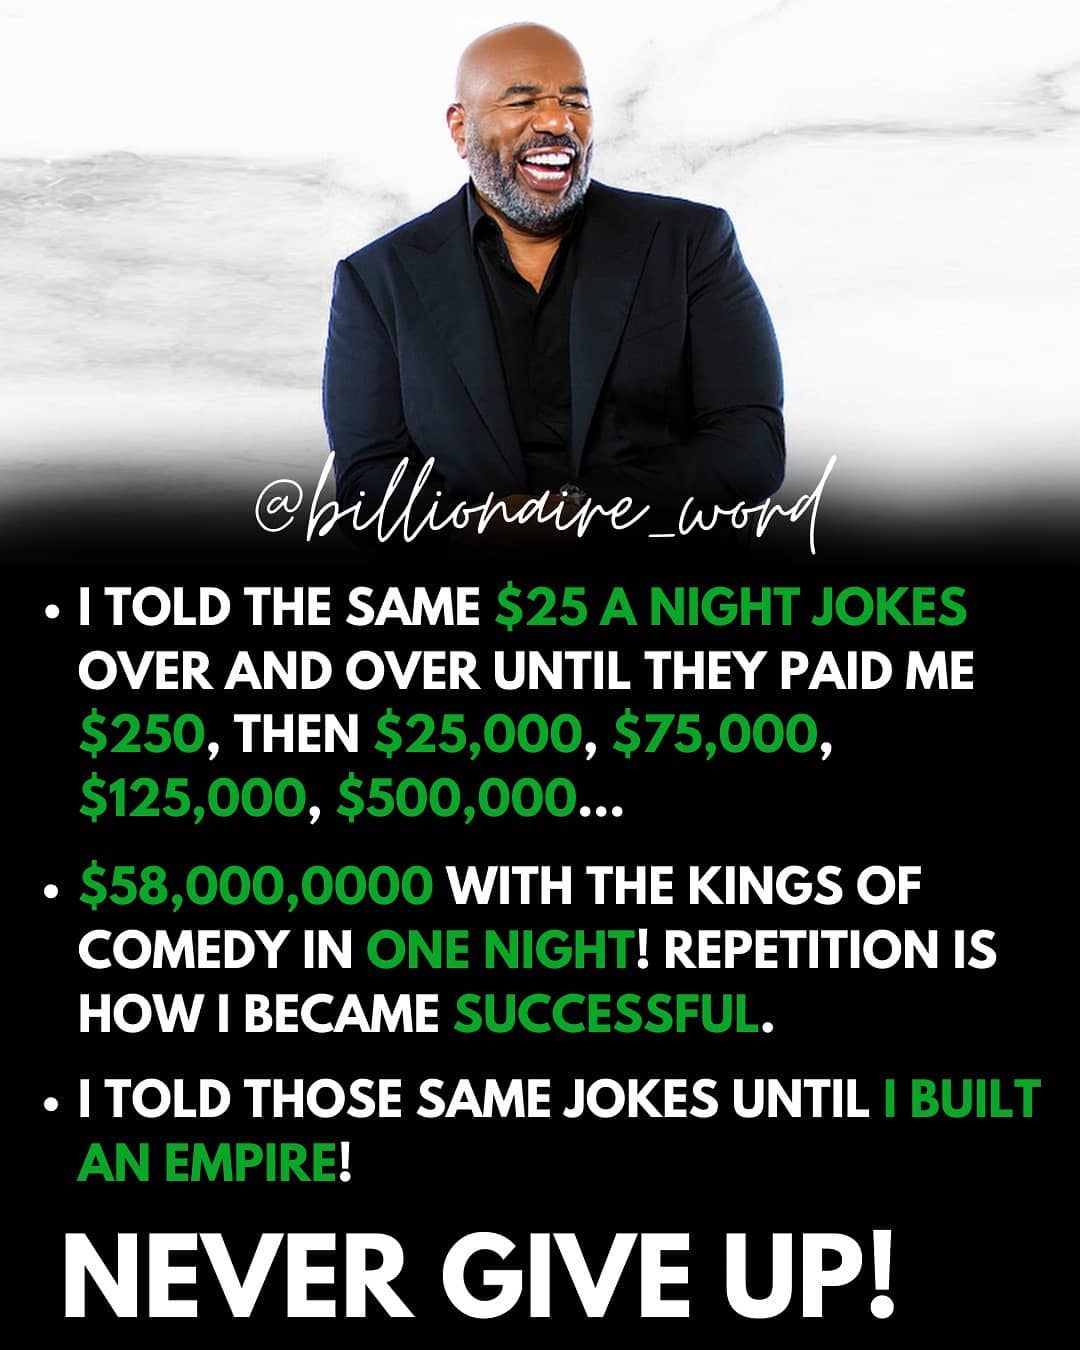 @billionaire_word
• I TOLD THE SAME $25 A NIGHT JOKES
OVER AND OVER UNTIL THEY PAID ME
$250, THEN $25,000, $75,000,
$125,000, $500,000...
• $58,000,0000 WITH THE KINGS OF
COMEDY IN ONE NIGHT! REPETITION IS
HOW I BECAME SUCCESSFUL.
• I TOLD THOSE SAME JOKES UNTIL I BUILT
AN EMPIRE!
NEVER GIVE UP!